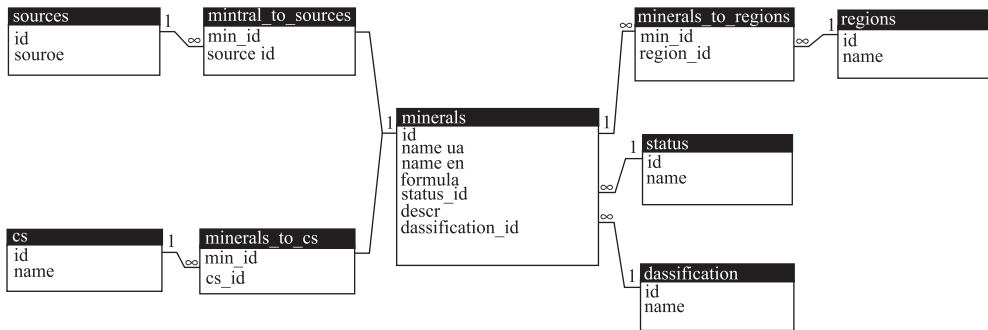 sources
id
souroe
1
∞
mintral_to_sources
min_id
source id
minerals_to_regions
min_id
region_id
∞
∞
1
regions
id
name
1
minerals
id
name ua
name en
formula
status_id
descr
dassification_id
1
∞
∞
1
status
id
name
cs
id
name
1
∞
minerals_to_cs
min_id
cs_id
1
dassification
id
name